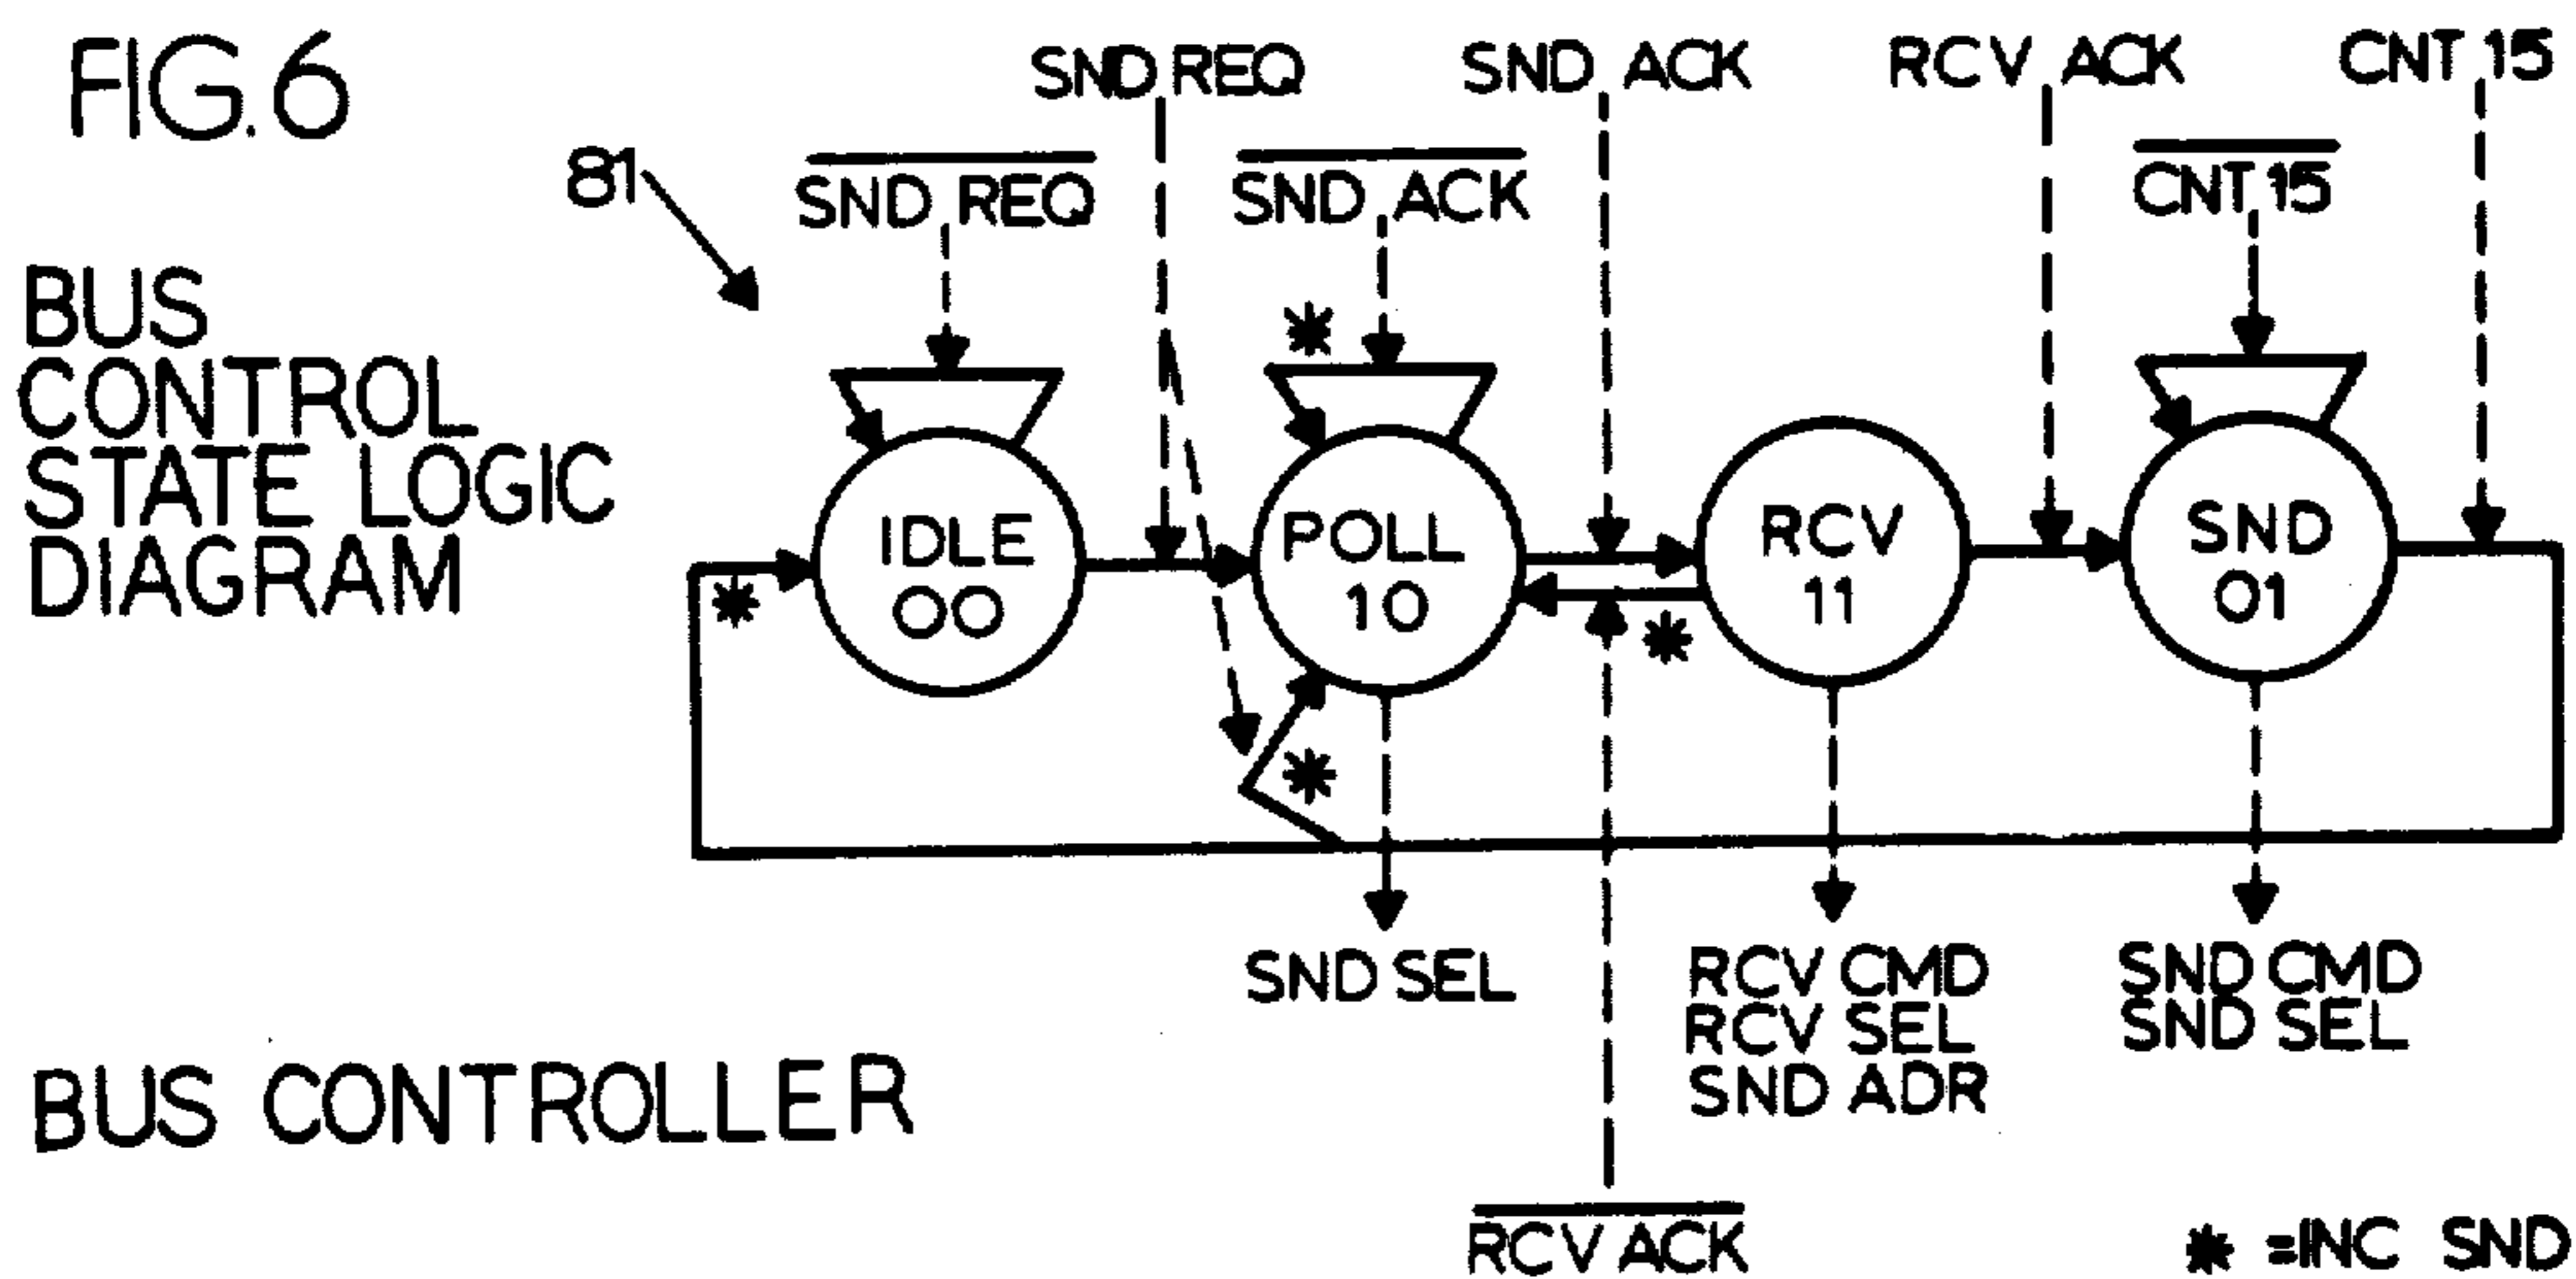 FIG.6
SND REQ
SND ACK
RCV ACK
CNT 15
81
SND REQ
SND ACK
CNT 15
BUS
CONTROL
STATE LOGIC
DIAGRAM
*
IDLE
00
POLL
10
RCV
11
SND
01
*
*
*
SND SEL
RCV CMD
RCV SEL
SND ADR
SND CMD
SND SEL
BUS CONTROLLER
RCV ACK
* =INC SND